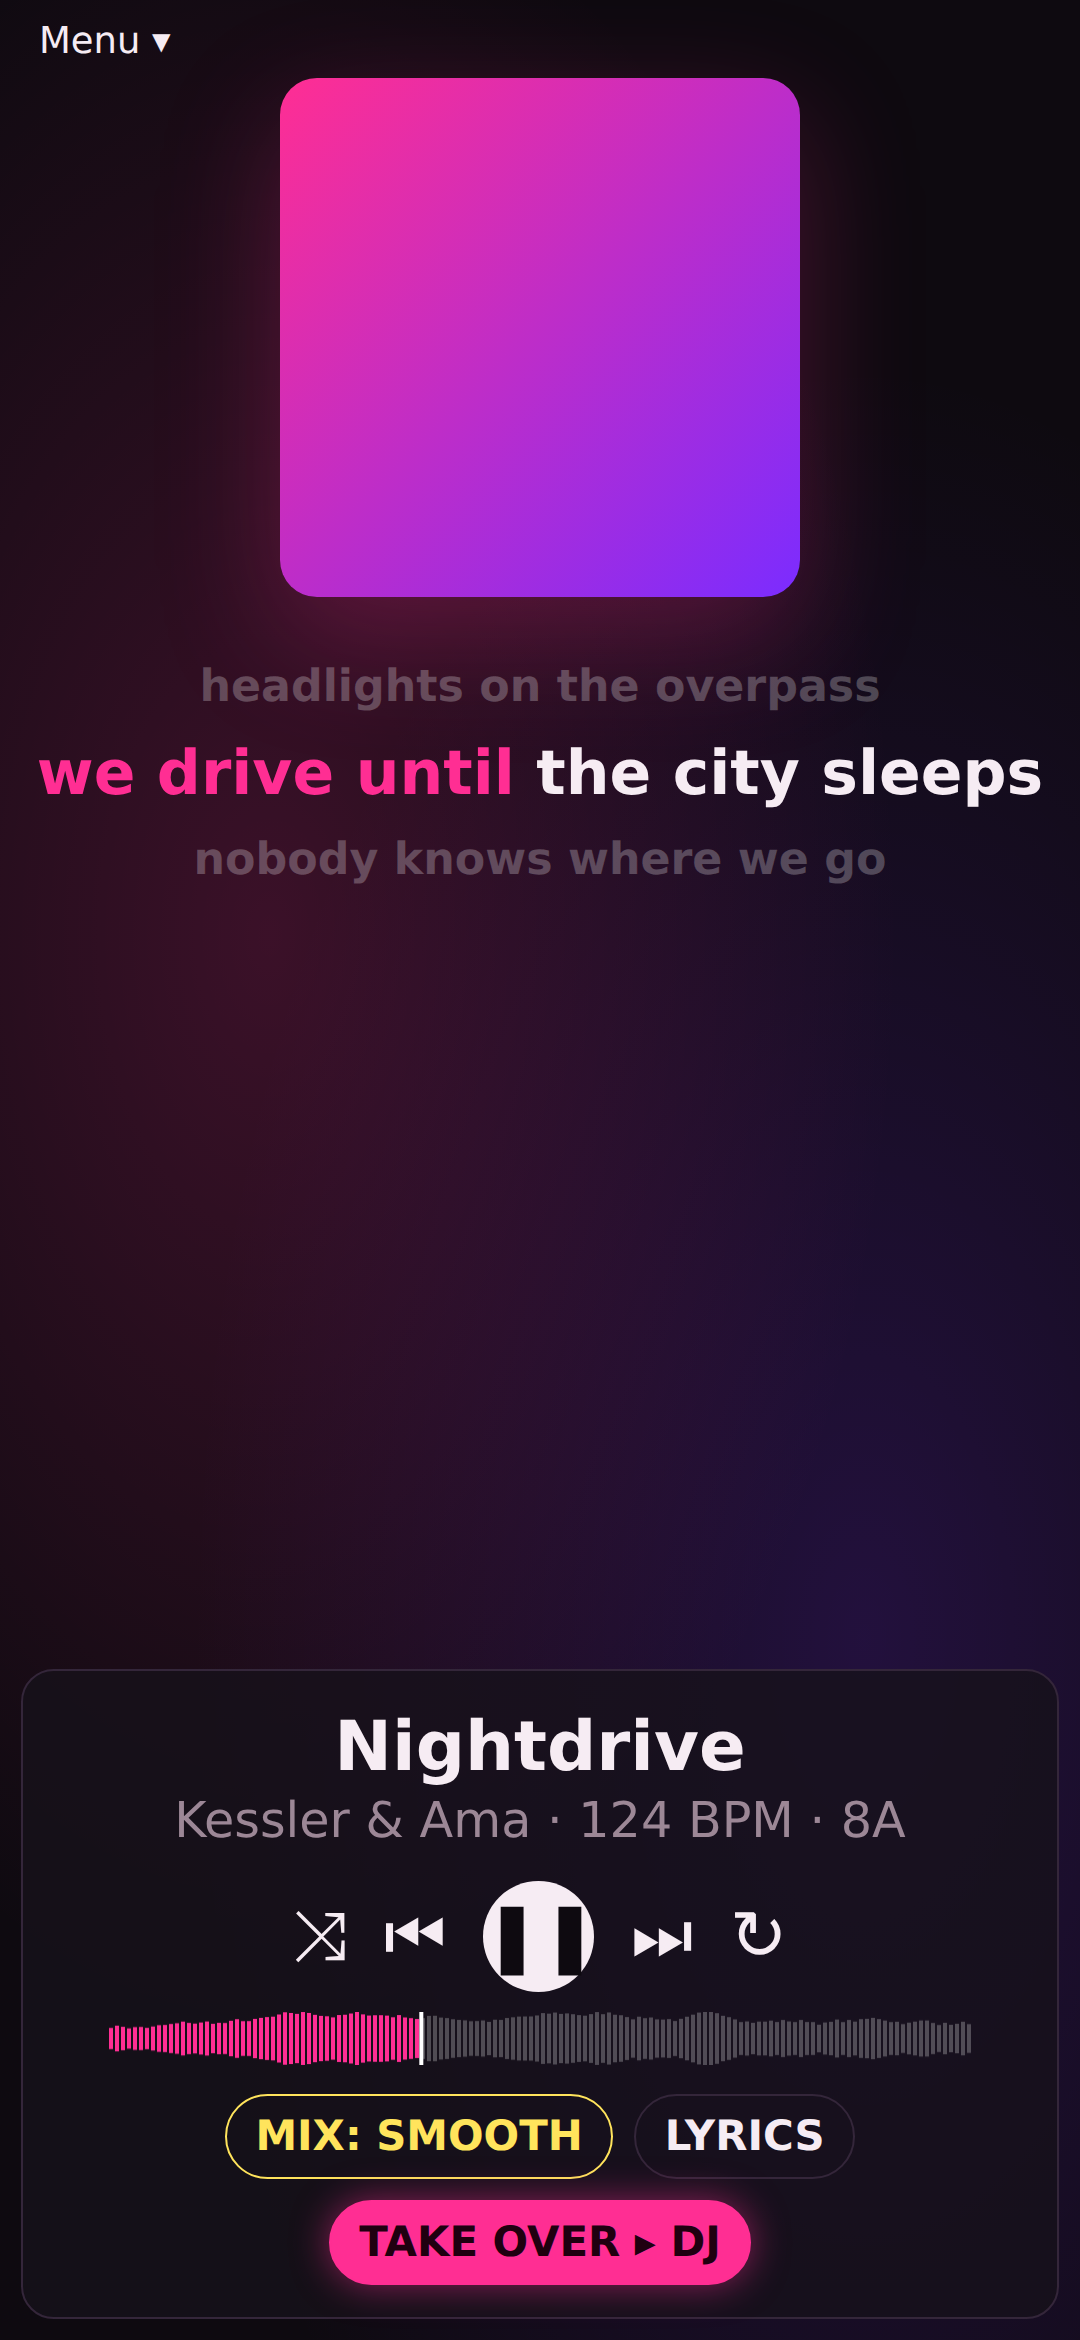 Menu ▾
headlights on the overpass
we drive until the city sleeps
nobody knows where we go
Nightdrive
Kessler & Ama · 124 BPM · 8A
MIX: SMOOTH
LYRICS
TAKE OVER ▸ DJ